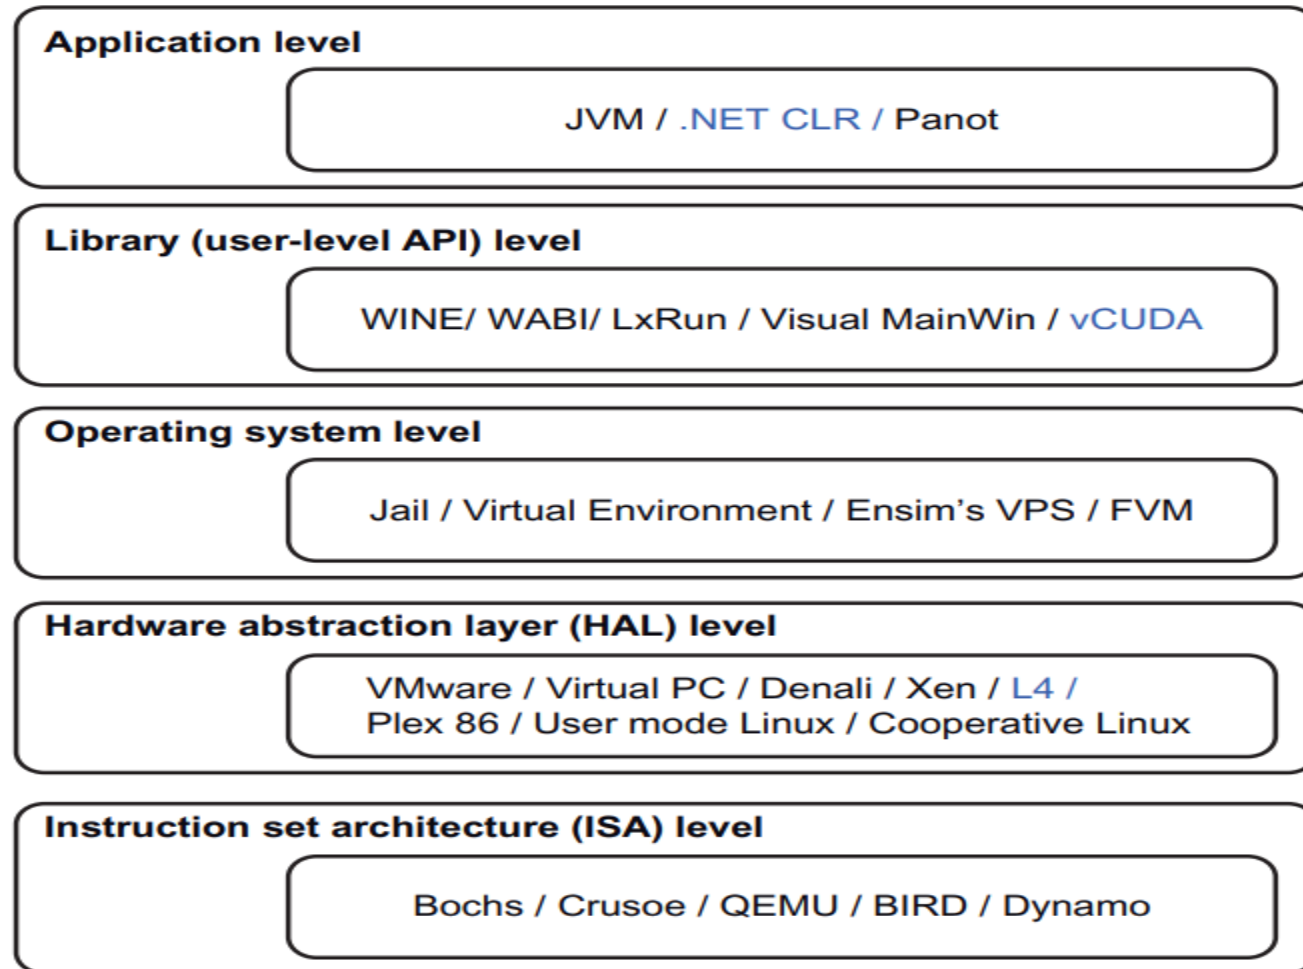 Application level
JVM / .NET CLR / Panot
Library (user-level API) level
WINE/ WABI/ LxRun / Visual MainWin / vCUDA
Operating system level
Jail / Virtual Environment / Ensim’s VPS / FVM
Hardware abstraction layer (HAL) level
VMware / Virtual PC / Denali / Xen / L4 /
Plex 86 / User mode Linux / Cooperative Linux
Instruction set architecture (ISA) level
Bochs / Crusoe / QEMU / BIRD / Dynamo